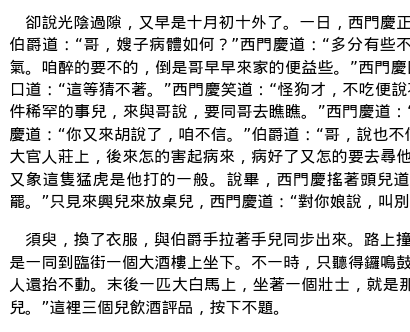 卻說光陰過隙，又早是十月初十外了。一日，西門慶正
伯爵道：“哥，嫂子病體如何？”西門慶道：“多分有些不
氣。咱醉的要不的，倒是哥早早來家的便益些。”西門慶
口道：“這等猜不著。”西門慶笑道：“怪狗才，不吃便說
件稀罕的事兒，來與哥說，要同哥去瞧瞧。”西門慶道：“
慶道：“你又來胡說了，咱不信。”伯爵道：“哥，說也不
大官人莊上，後來怎的害起病來，病好了又怎的要去尋他
又象這隻猛虎是他打的一般。說畢，西門慶搖著頭兒道
罷。”只見來興兒來放桌兒，西門慶道：“對你娘說，叫別
須臾，換了衣服，與伯爵手拉著手兒同步出來。路上撞
是一同到臨街一個大酒樓上坐下。不一時，只聽得鑼鳴鼓
人還抬不動。末後一匹大白馬上，坐著一個壯士，就是那
兒。”這裡三個兒飲酒評品，按下不題。